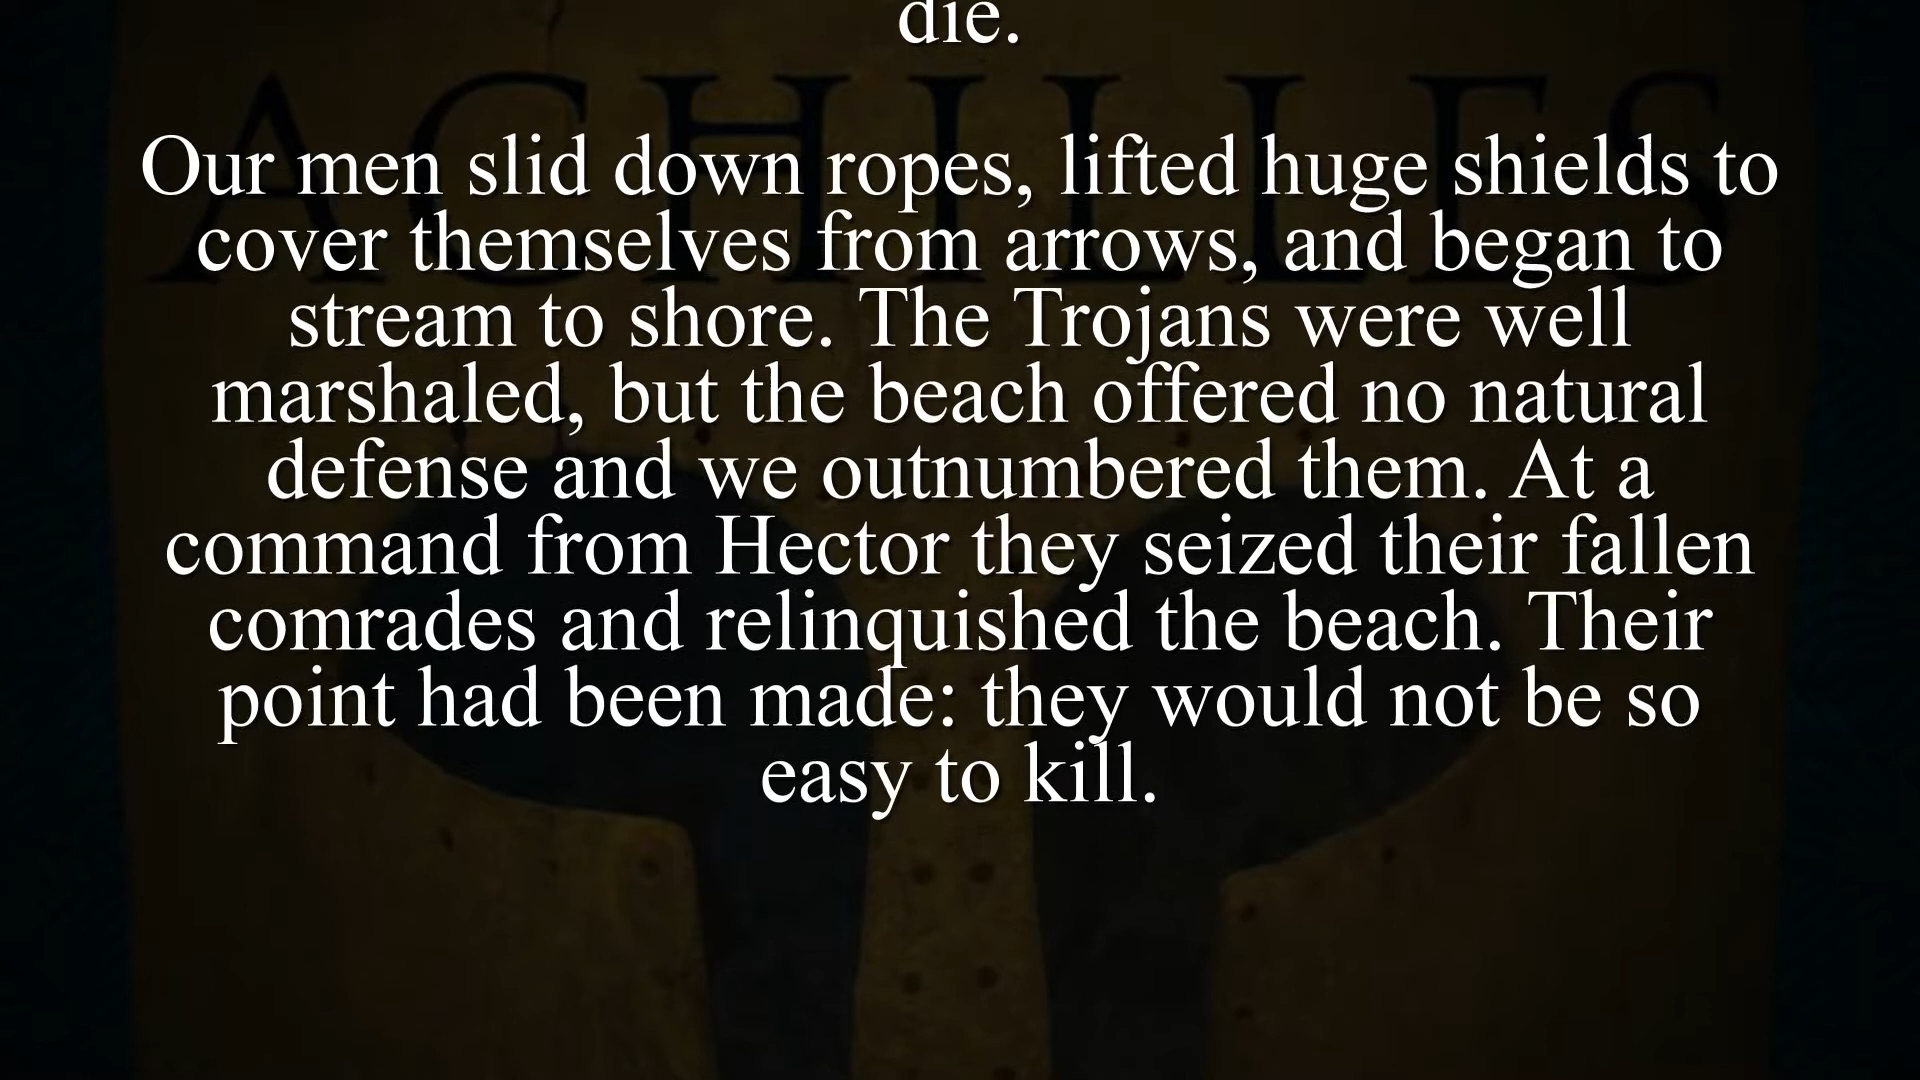 die.
ACHILLES
Our men slid down ropes, lifted huge shields to
cover themselves from arrows, and began to
stream to shore. The Trojans were well
marshaled, but the beach offered no natural
defense and we outnumbered them. At a
command from Hector they seized their fallen
comrades and relinquished the beach. Their
point had been made: they would not be so
easy to kill.